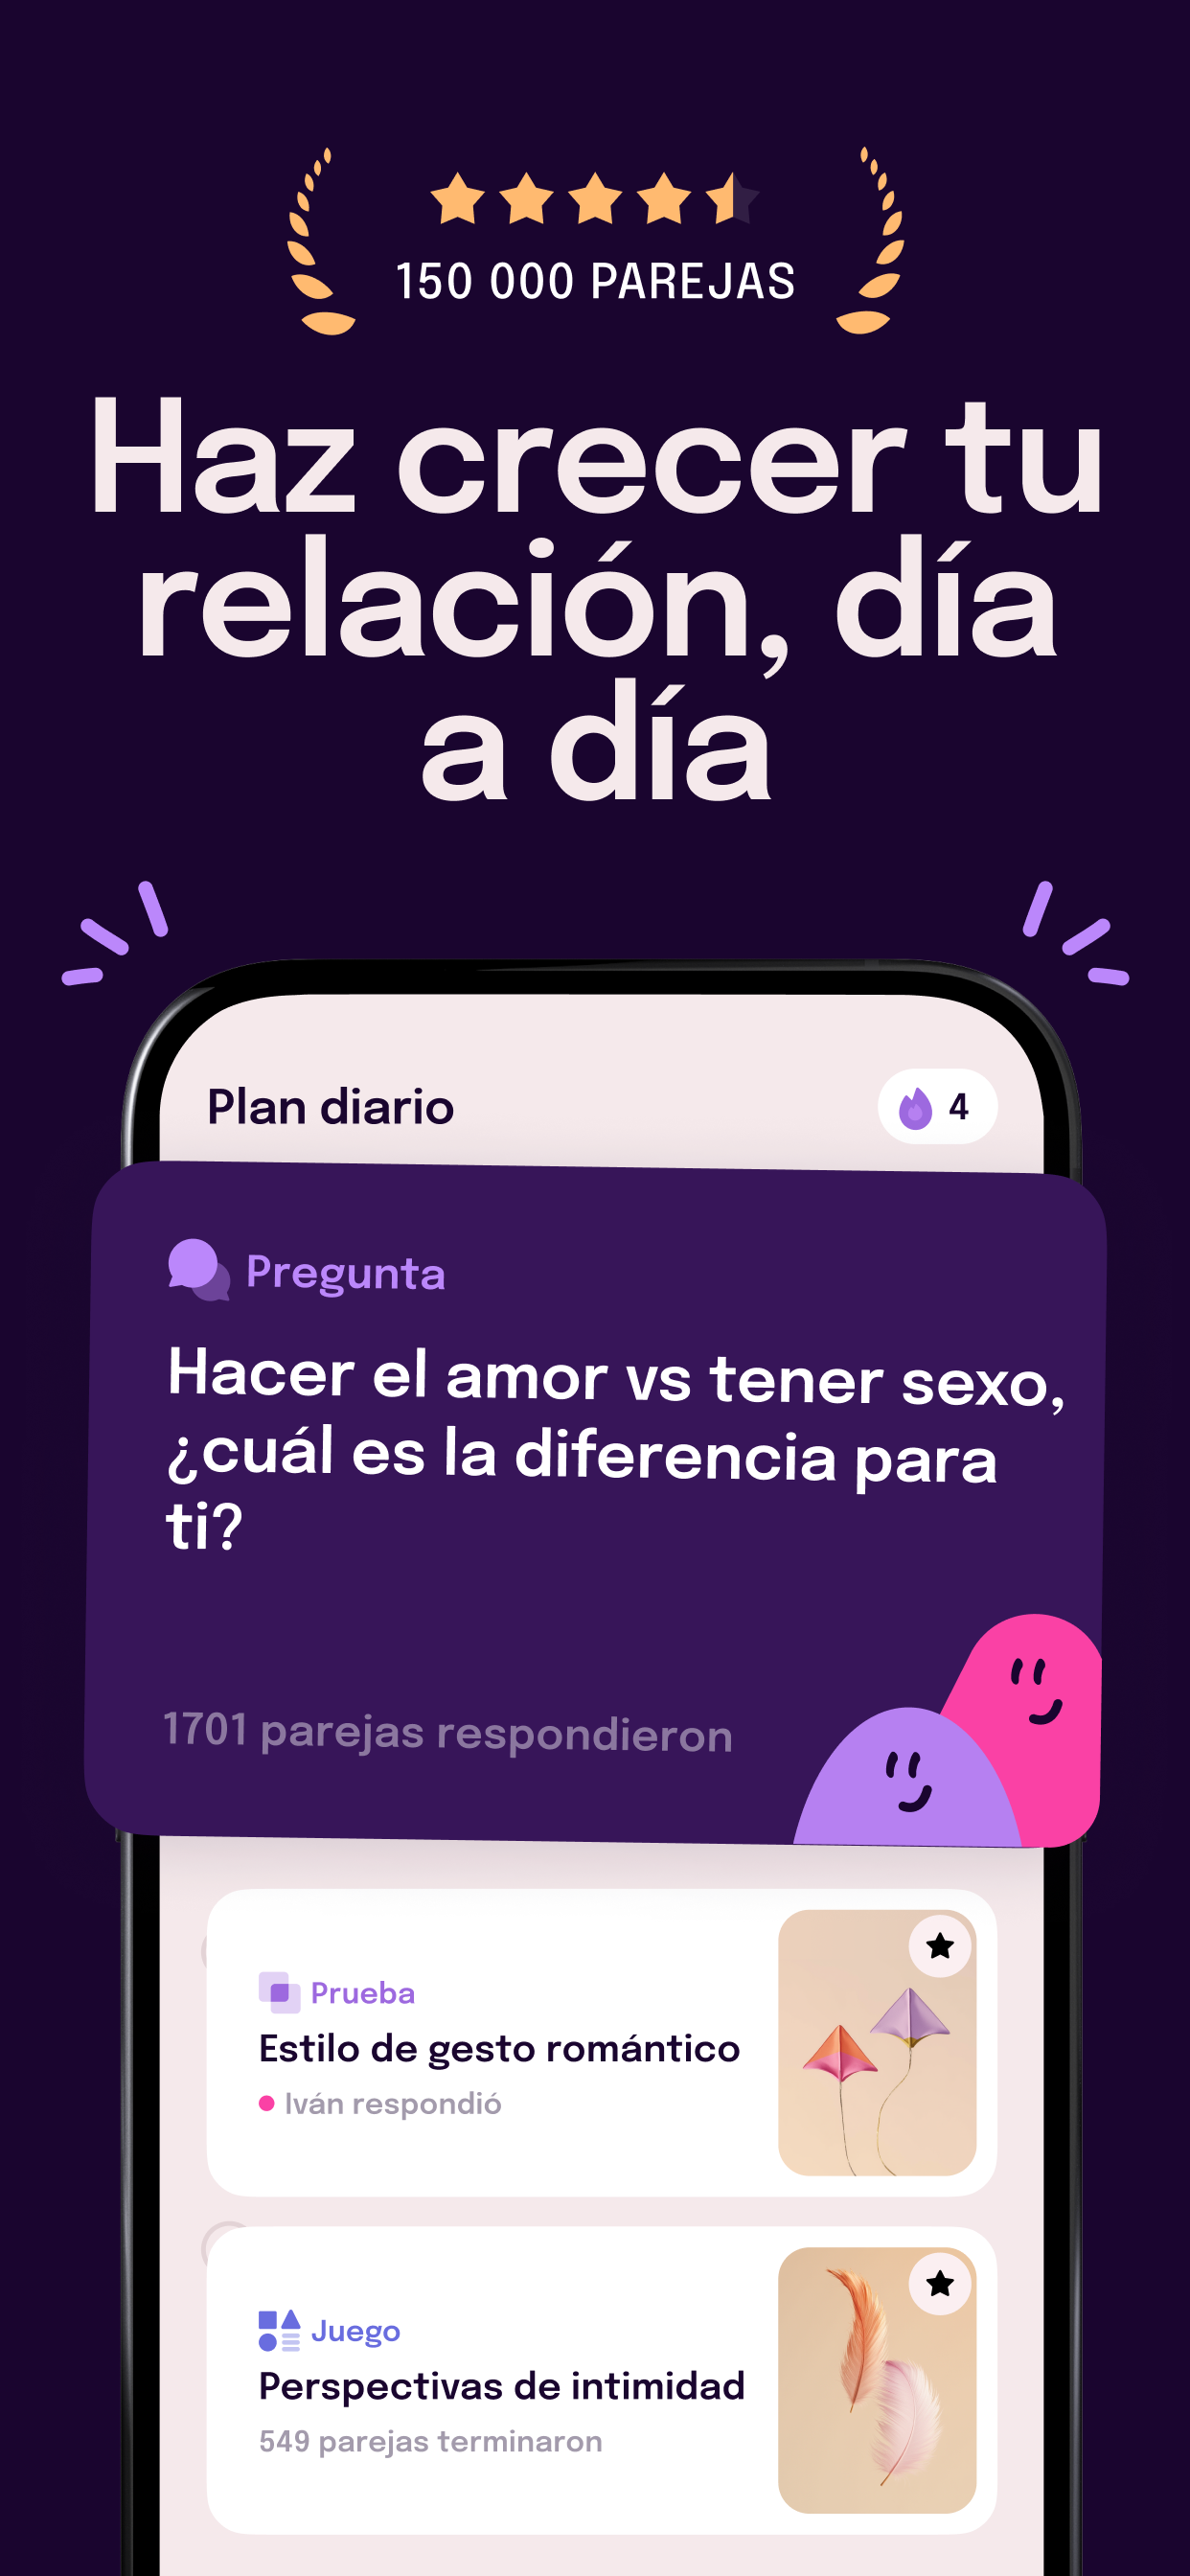 150 000 PAREJAS
Haz crecer tu
relación, día
a día
Plan diario
4
Pregunta
Hacer el amor vs tener sexo,
¿cuál es la diferencia para
ti?
1701 parejas respondieron
Prueba
Estilo de gesto romántico
Iván respondió
Juego
Perspectivas de intimidad
549 parejas terminaron